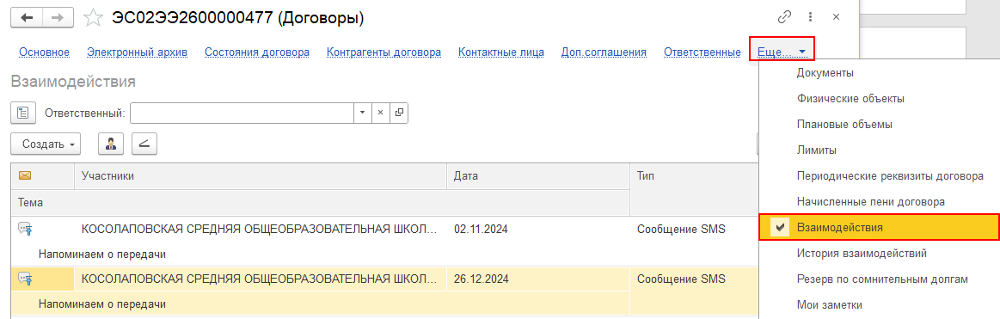 ЭС02ЭЭ2600000477 (Договоры)
Основное Электронный архив Состояния договора Контрагенты договора Контактные лица Доп.соглашения Ответственные Еще...
Взаимодействия
Ответственный:
Создать
Участники Дата Тип
Тема
КОСОЛАПОВСКАЯ СРЕДНЯЯ ОБЩЕОБРАЗОВАТЕЛЬНАЯ ШКОЛ... 02.11.2024 Сообщение SMS
Напоминаем о передачи
КОСОЛАПОВСКАЯ СРЕДНЯЯ ОБЩЕОБРАЗОВАТЕЛЬНАЯ ШКОЛ... 26.12.2024 Сообщение SMS
Напоминаем о передачи
Документы
Физические объекты
Плановые объемы
Лимиты
Периодические реквизиты договора
Начисленные пени договора
Взаимодействия
История взаимодействий
Резерв по сомнительным долгам
Мои заметки